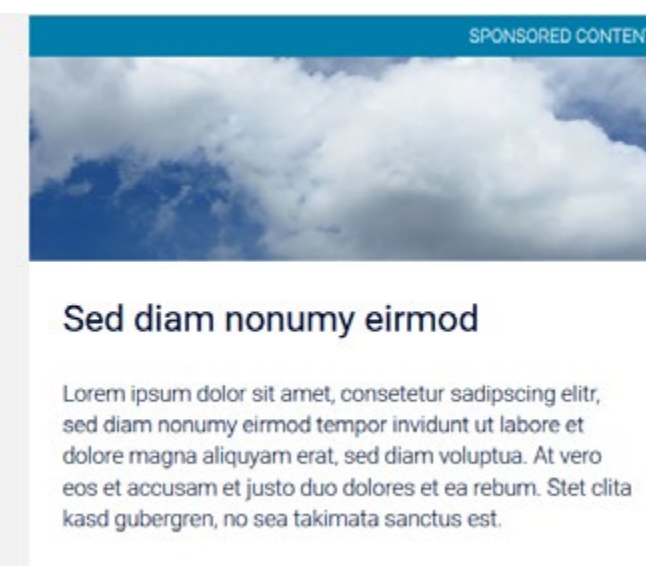 SPONSORED CONTENT
Sed diam nonumy eirmod
Lorem ipsum dolor sit amet, consetetur sadipscing elitr,
sed diam nonumy eirmod tempor invidunt ut labore et
dolore magna aliquyam erat, sed diam voluptua. At vero
eos et accusam et justo duo dolores et ea rebum. Stet clita
kasd gubergren, no sea takimata sanctus est.